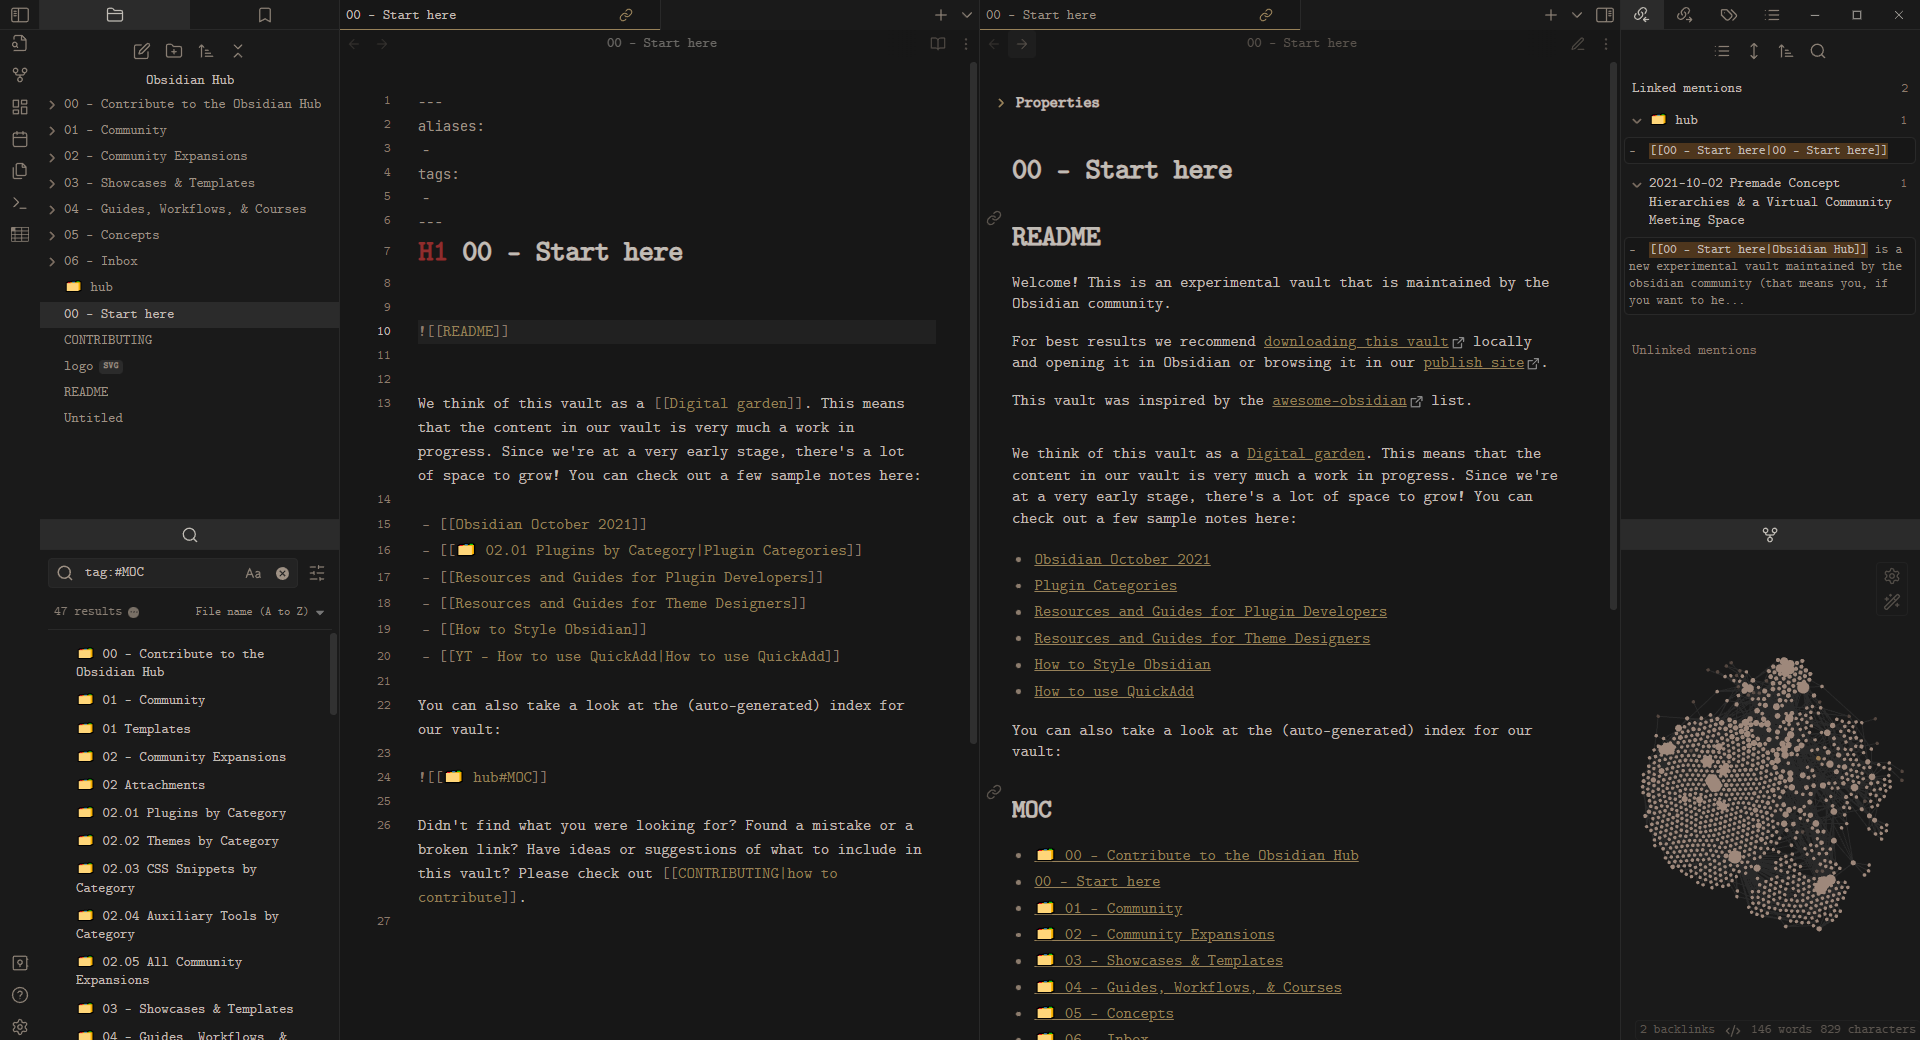 00 - Start here
00 - Start here
00 - Start here
00 - Start here
Obsidian Hub
00 - Contribute to the Obsidian Hub
01 - Community
02 - Community Expansions
03 - Showcases & Templates
04 - Guides, Workflows, & Courses
05 - Concepts
06 - Inbox
hub
00 - Start here
CONTRIBUTING
logo SVG
README
Untitled
tag:#MOC Aa
47 results File name (A to Z)
00 - Contribute to the
Obsidian Hub
01 - Community
01 Templates
02 - Community Expansions
02 Attachments
02.01 Plugins by Category
02.02 Themes by Category
02.03 CSS Snippets by
Category
02.04 Auxiliary Tools by
Category
02.05 All Community
Expansions
03 - Showcases & Templates
04 - Guides, Workflows, &
1 ---
2 aliases:
3 -
4 tags:
5 -
6 ---
7 H1 00 - Start here
8
9
10 ![[README]]
11
12
13 We think of this vault as a [[Digital garden]]. This means
that the content in our vault is very much a work in
progress. Since we're at a very early stage, there's a lot
of space to grow! You can check out a few sample notes here:
14
15 - [[Obsidian October 2021]]
16 - [[🗂️ 02.01 Plugins by Category|Plugin Categories]]
17 - [[Resources and Guides for Plugin Developers]]
18 - [[Resources and Guides for Theme Designers]]
19 - [[How to Style Obsidian]]
20 - [[YT - How to use QuickAdd|How to use QuickAdd]]
21
22 You can also take a look at the (auto-generated) index for
our vault:
23
24 ![[🗂️ hub#MOC]]
25
26 Didn't find what you were looking for? Found a mistake or a
broken link? Have ideas or suggestions of what to include in
this vault? Please check out [[CONTRIBUTING|how to
contribute]].
27
Properties
00 - Start here
README
Welcome! This is an experimental vault that is maintained by the
Obsidian community.
For best results we recommend downloading this vault locally
and opening it in Obsidian or browsing it in our publish site.
This vault was inspired by the awesome-obsidian list.
We think of this vault as a Digital garden. This means that the
content in our vault is very much a work in progress. Since we're
at a very early stage, there's a lot of space to grow! You can
check out a few sample notes here:
Obsidian October 2021
Plugin Categories
Resources and Guides for Plugin Developers
Resources and Guides for Theme Designers
How to Style Obsidian
How to use QuickAdd
You can also take a look at the (auto-generated) index for our
vault:
MOC
00 - Contribute to the Obsidian Hub
00 - Start here
01 - Community
02 - Community Expansions
03 - Showcases & Templates
04 - Guides, Workflows, & Courses
05 - Concepts
06 - Inbox
Linked mentions 2
hub 1
- [[00 - Start here|00 - Start here]]
2021-10-02 Premade Concept 1
Hierarchies & a Virtual Community
Meeting Space
- [[00 - Start here|Obsidian Hub]] is a
new experimental vault maintained by the
obsidian community (that means you, if
you want to he...
Unlinked mentions
2 backlinks 146 words 829 characters